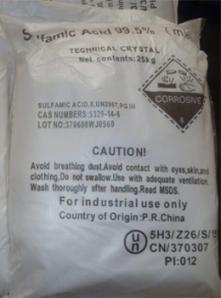 Sulfamic Acid 99.5%
TECHNICAL CRYSTAL
Net contents: 25kg
CORROSIVE
8
SULFAMIC ACID,8,UN2967,PG III
CAS NUMBERS:5329-14-6
CAUTION!
Avoid breathing dust.Avoid contact with eyes,skin,and
clothing.Do not swallow.Use with adequate ventilation.
Wash thoroughly after handling.Read MSDS.
For industrial use only
Country of Origin:P.R.China
un
5H3/Z26/S/
CN/370307
PI:012